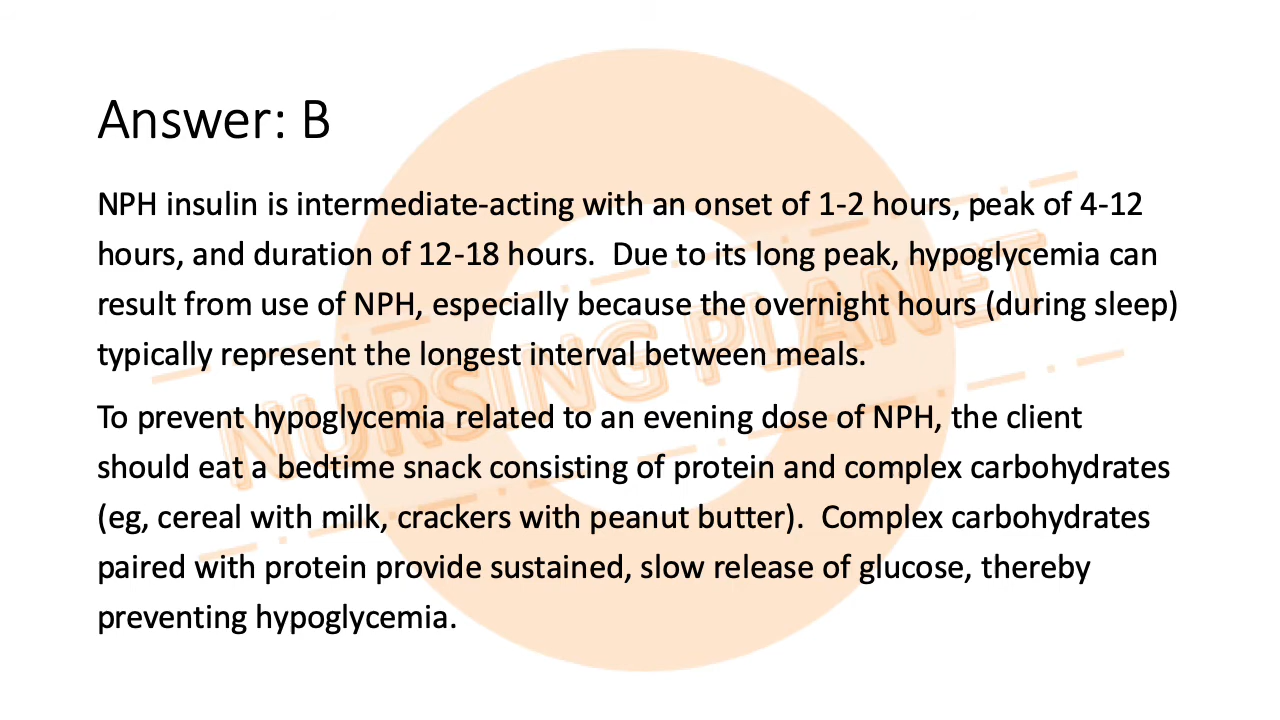 Answer: B
NPH insulin is intermediate-acting with an onset of 1-2 hours, peak of 4-12
hours, and duration of 12-18 hours.  Due to its long peak, hypoglycemia can
result from use of NPH, especially because the overnight hours (during sleep)
typically represent the longest interval between meals.
To prevent hypoglycemia related to an evening dose of NPH, the client
should eat a bedtime snack consisting of protein and complex carbohydrates
(eg, cereal with milk, crackers with peanut butter).  Complex carbohydrates
paired with protein provide sustained, slow release of glucose, thereby
preventing hypoglycemia.
NURSING PLANET